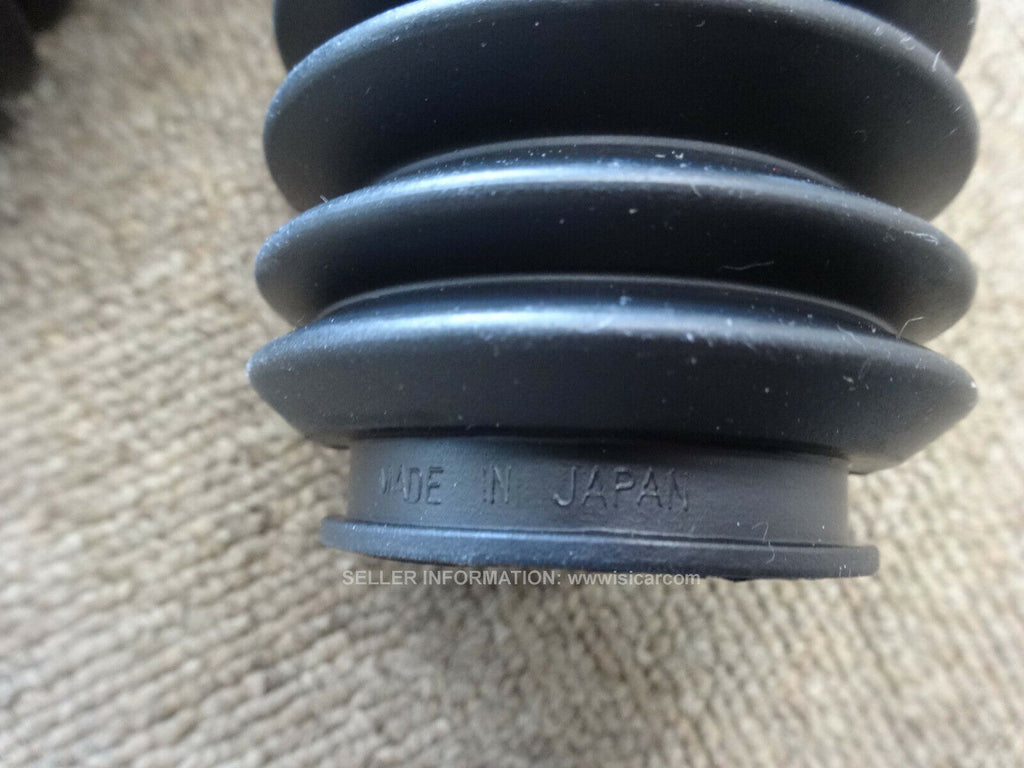 MADE IN JAPAN
SELLER INFORMATION: wwwisicarcom